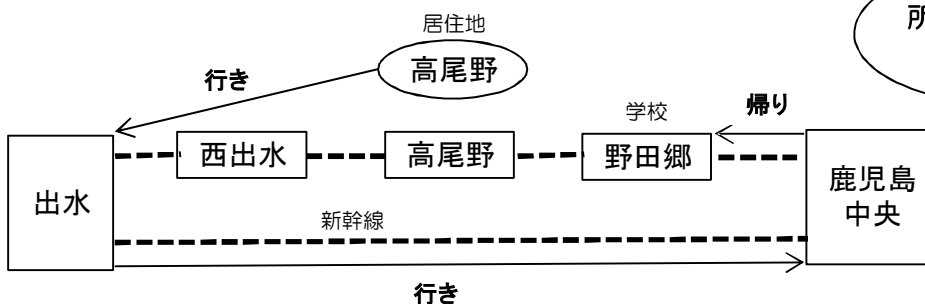 居住地
高尾野
所
行き
学校
帰り
西出水
高尾野
野田郷
出水
鹿児島
中央
新幹線
行き